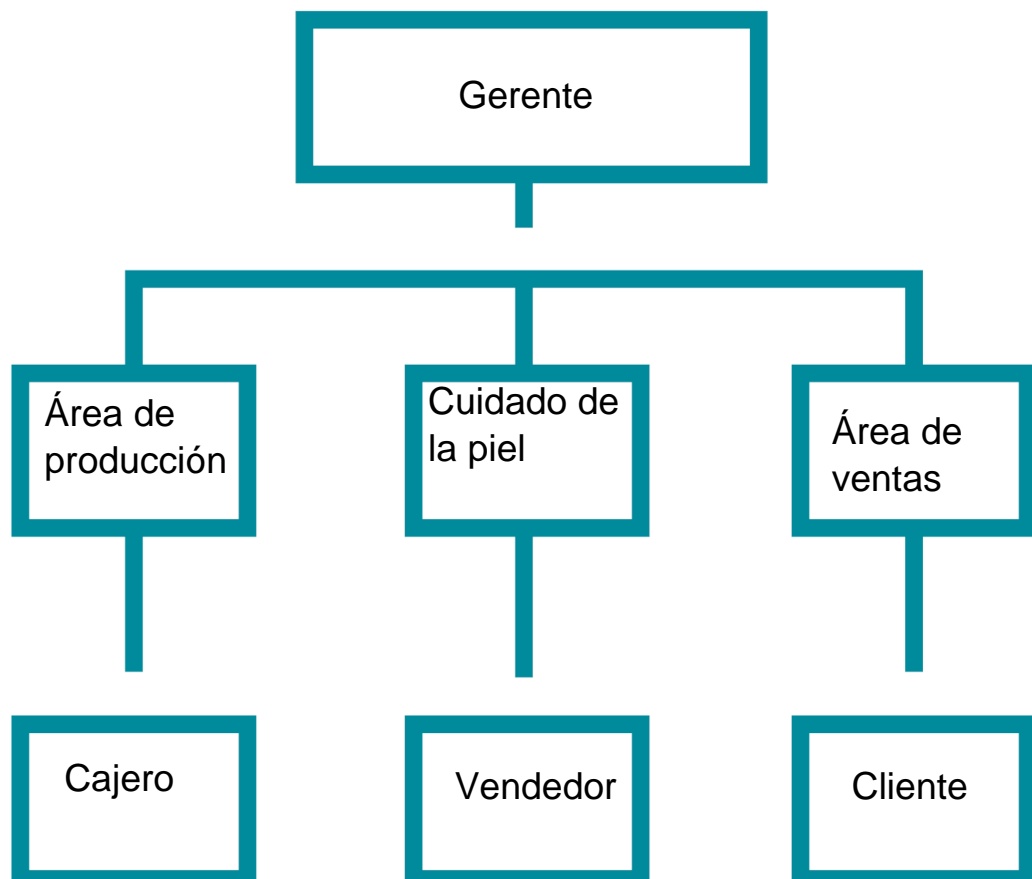 Gerente
Área de
producción
Cuidado de
la piel
Área de
ventas
Cajero
Vendedor
Cliente